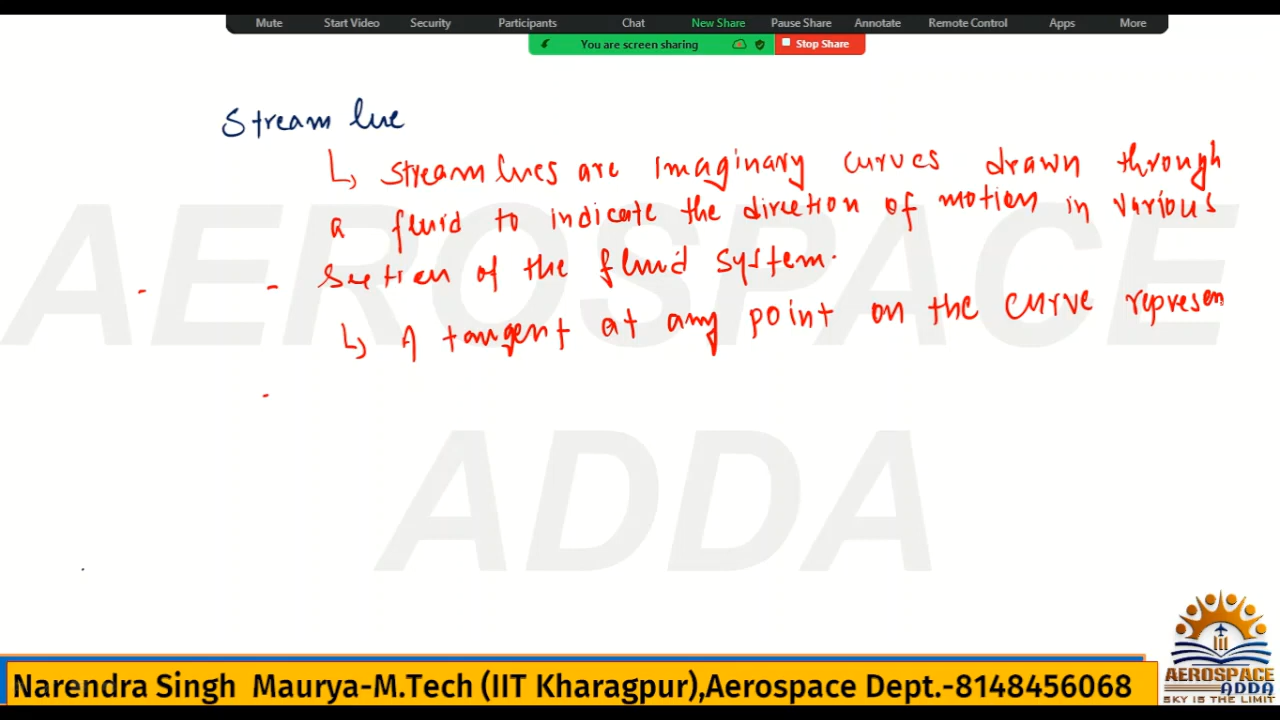 Mute Start Video Security Participants Chat New Share Pause Share Annotate Remote Control Apps More
You are screen sharing Stop Share
Stream line
↳ streamlines are imaginary curves drawn through
a fluid to indicate the direction of motion in various
section of the fluid system.
↳ A tangent at any point on the curve represen
AEROSPACE
ADDA
Narendra Singh Maurya-M.Tech (IIT Kharagpur),Aerospace Dept.-8148456068
AEROSPACE
ADDA
SKY IS THE LIMIT